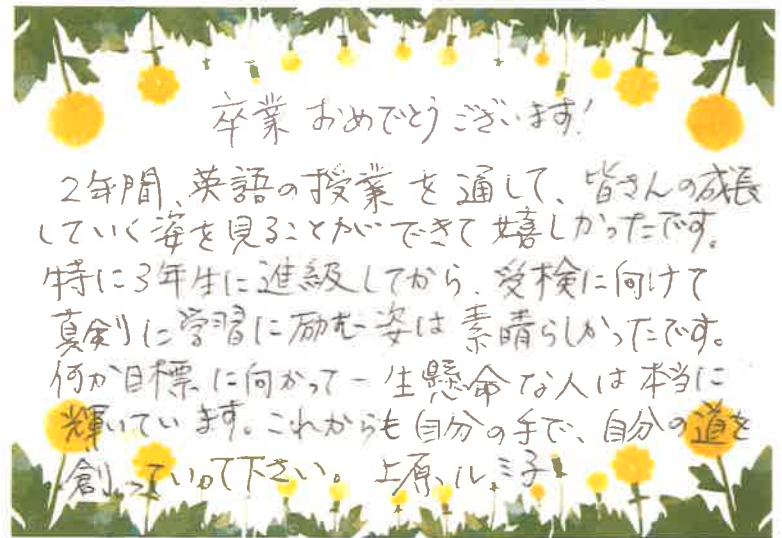 卒業おめでとうございます!
2年間、英語の授業を通して、皆さんの成長
していく姿を見ることができて嬉しかったです。
特に3年生に進級してから、受検に向けて
真剣に学習に励む姿は素晴らしかったです。
何か目標に向かって一生懸命な人は本当に
輝いています。これからも自分の手で、自分の道を
創っていって下さい。 上原ルミ子